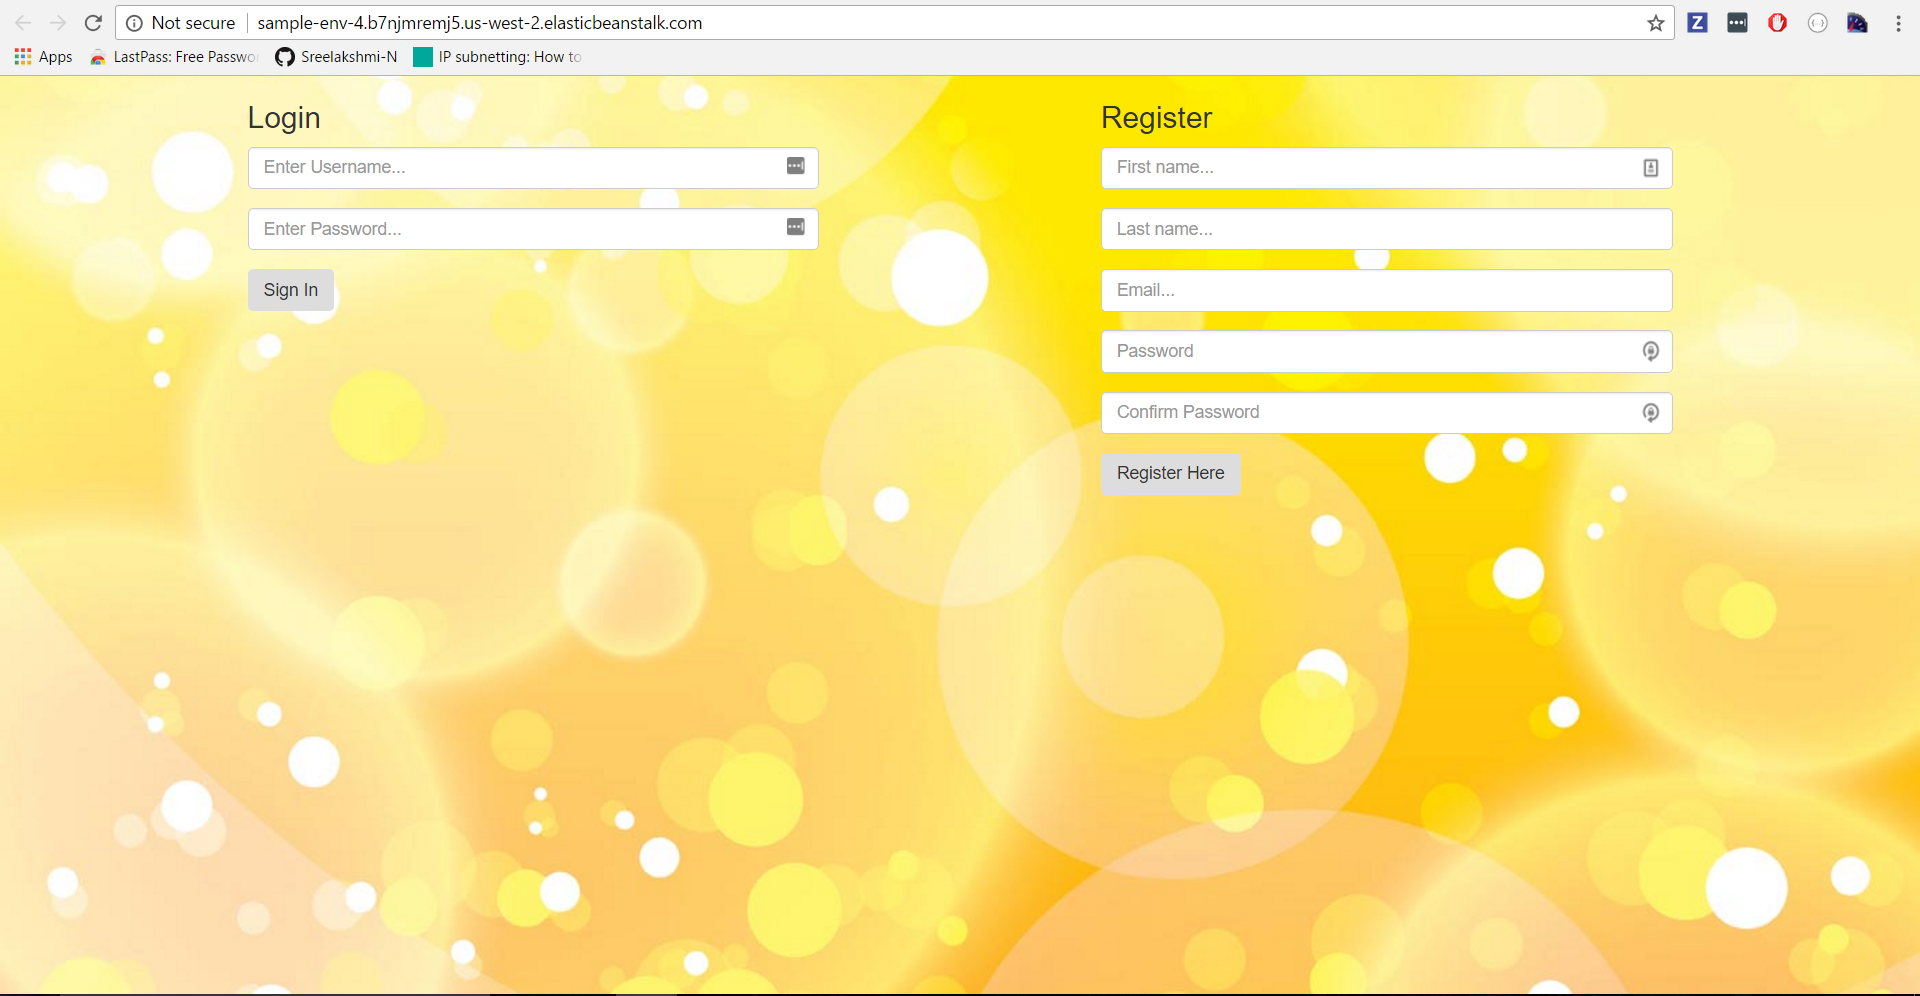 Not secure sample-env-4.b7njmremj5.us-west-2.elasticbeanstalk.com
Apps LastPass: Free Passwo Sreelakshmi-N IP subnetting: How to
Login
Enter Username...
Enter Password...
Sign In
Register
First name...
Last name...
Email...
Password
Confirm Password
Register Here